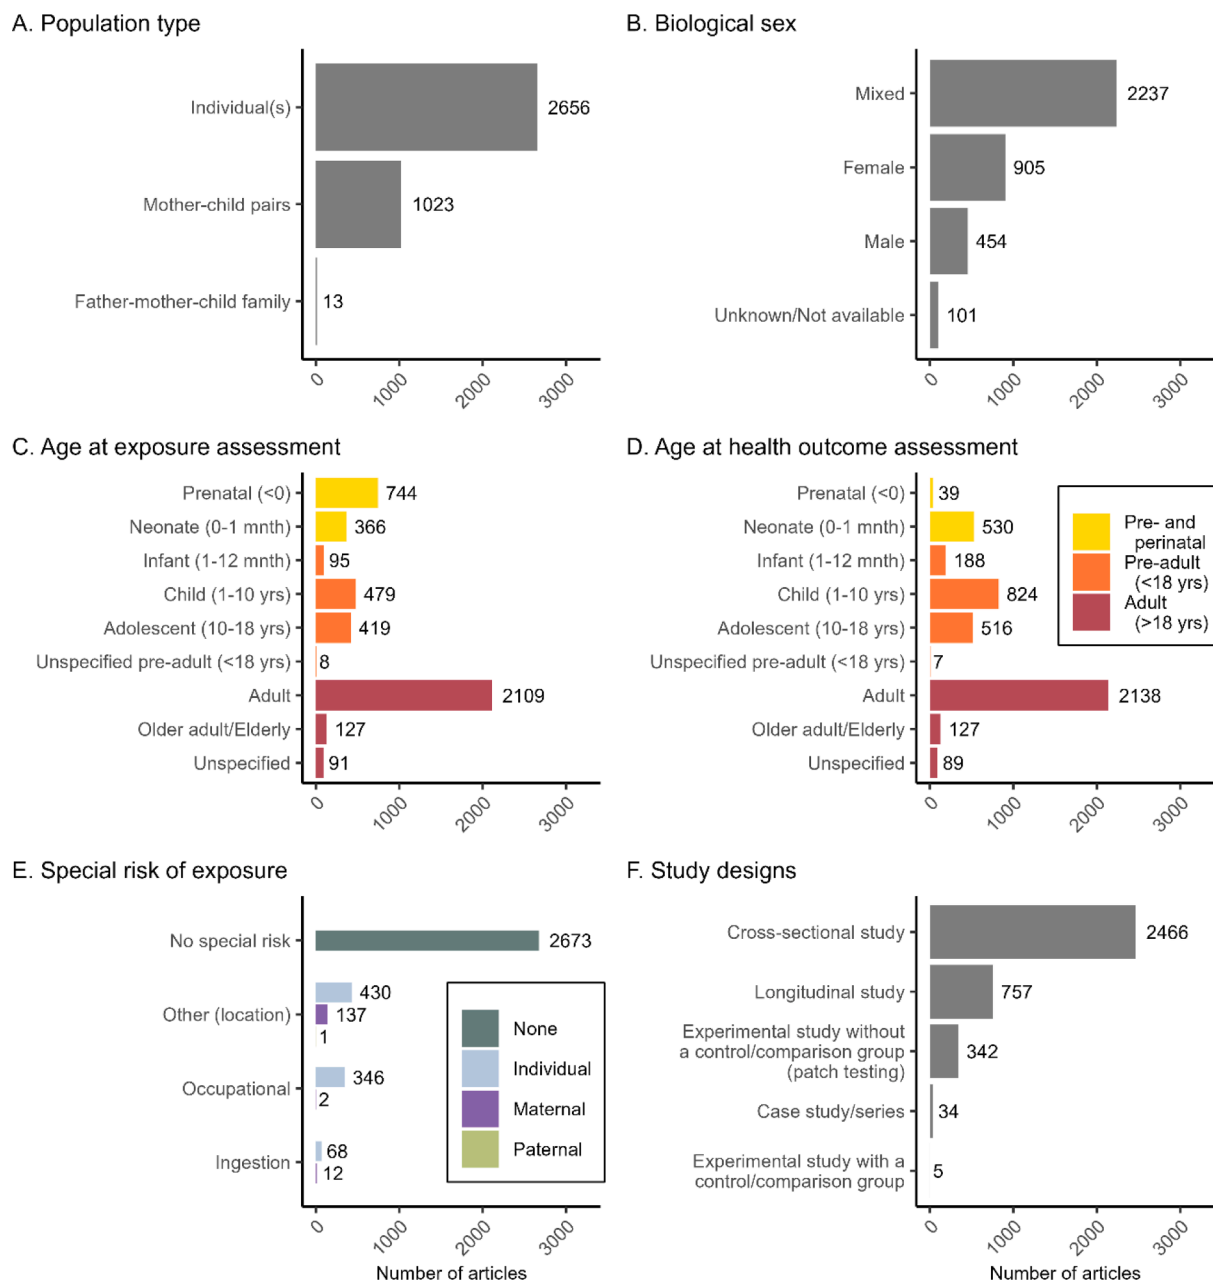 A. Population type
Individual(s)
2656
Mother-child pairs
1023
Father-mother-child family
13
0
1000
2000
3000
B. Biological sex
Mixed
2237
Female
905
Male
454
Unknown/Not available
101
0
1000
2000
3000
C. Age at exposure assessment
Prenatal (<0)
744
Neonate (0-1 mnth)
366
Infant (1-12 mnth)
95
Child (1-10 yrs)
479
Adolescent (10-18 yrs)
419
Unspecified pre-adult (<18 yrs)
8
Adult
2109
Older adult/Elderly
127
Unspecified
91
0
1000
2000
3000
D. Age at health outcome assessment
Prenatal (<0)
39
Neonate (0-1 mnth)
530
Infant (1-12 mnth)
188
Child (1-10 yrs)
824
Adolescent (10-18 yrs)
516
Unspecified pre-adult (<18 yrs)
7
Adult
2138
Older adult/Elderly
127
Unspecified
89
0
1000
2000
3000
Pre- and
perinatal
Pre-adult
(<18 yrs)
Adult
(>18 yrs)
E. Special risk of exposure
No special risk
2673
Other (location)
430
137
1
Occupational
346
2
Ingestion
68
12
0
1000
2000
3000
Number of articles
None
Individual
Maternal
Paternal
F. Study designs
Cross-sectional study
2466
Longitudinal study
757
Experimental study without
a control/comparison group
(patch testing)
342
Case study/series
34
Experimental study with a
control/comparison group
5
0
1000
2000
3000
Number of articles